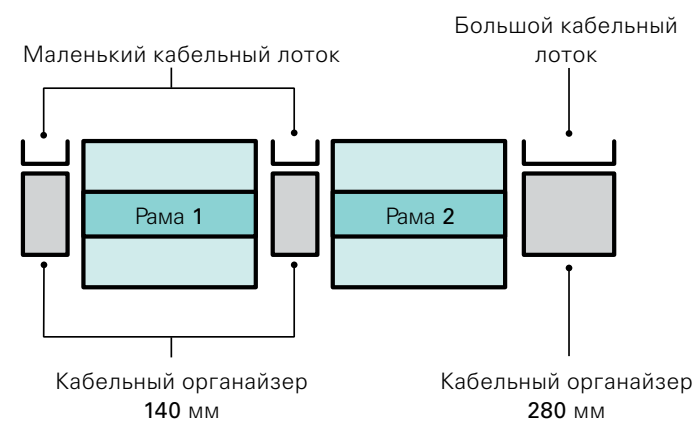 Большой кабельный
лоток
Маленький кабельный лоток
Рама 1
Рама 2
Кабельный органайзер
140 мм
Кабельный органайзер
280 мм